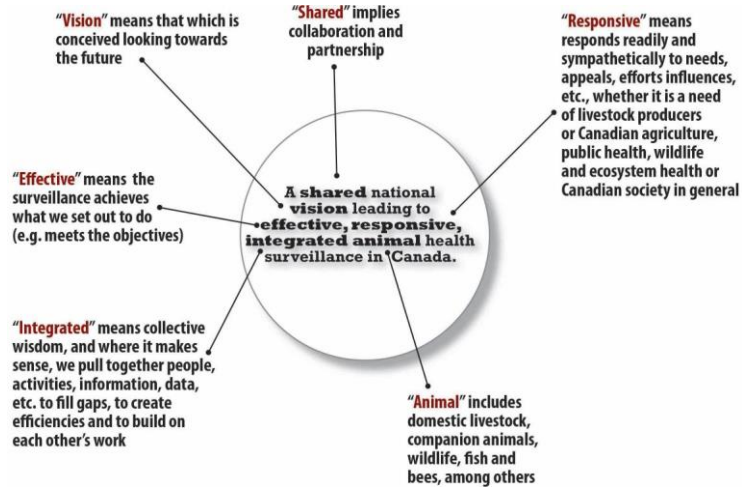 “Vision” means that which is
conceived looking towards
the future
“Shared” implies
collaboration and
partnership
“Responsive” means
responds readily and
sympathetically to needs,
appeals, efforts influences,
etc., whether it is a need
of livestock producers
or Canadian agriculture,
public health, wildlife
and ecosystem health or
Canadian society in general
“Effective” means the
surveillance achieves
what we set out to do
(e.g. meets the objectives)
A shared national
vision leading to
effective, responsive,
integrated animal health
surveillance in Canada.
“Integrated” means collective
wisdom, and where it makes
sense, we pull together people,
activities, information, data,
etc. to fill gaps, to create
efficiencies and to build on
each other’s work
“Animal” includes
domestic livestock,
companion animals,
wildlife, fish and
bees, among others